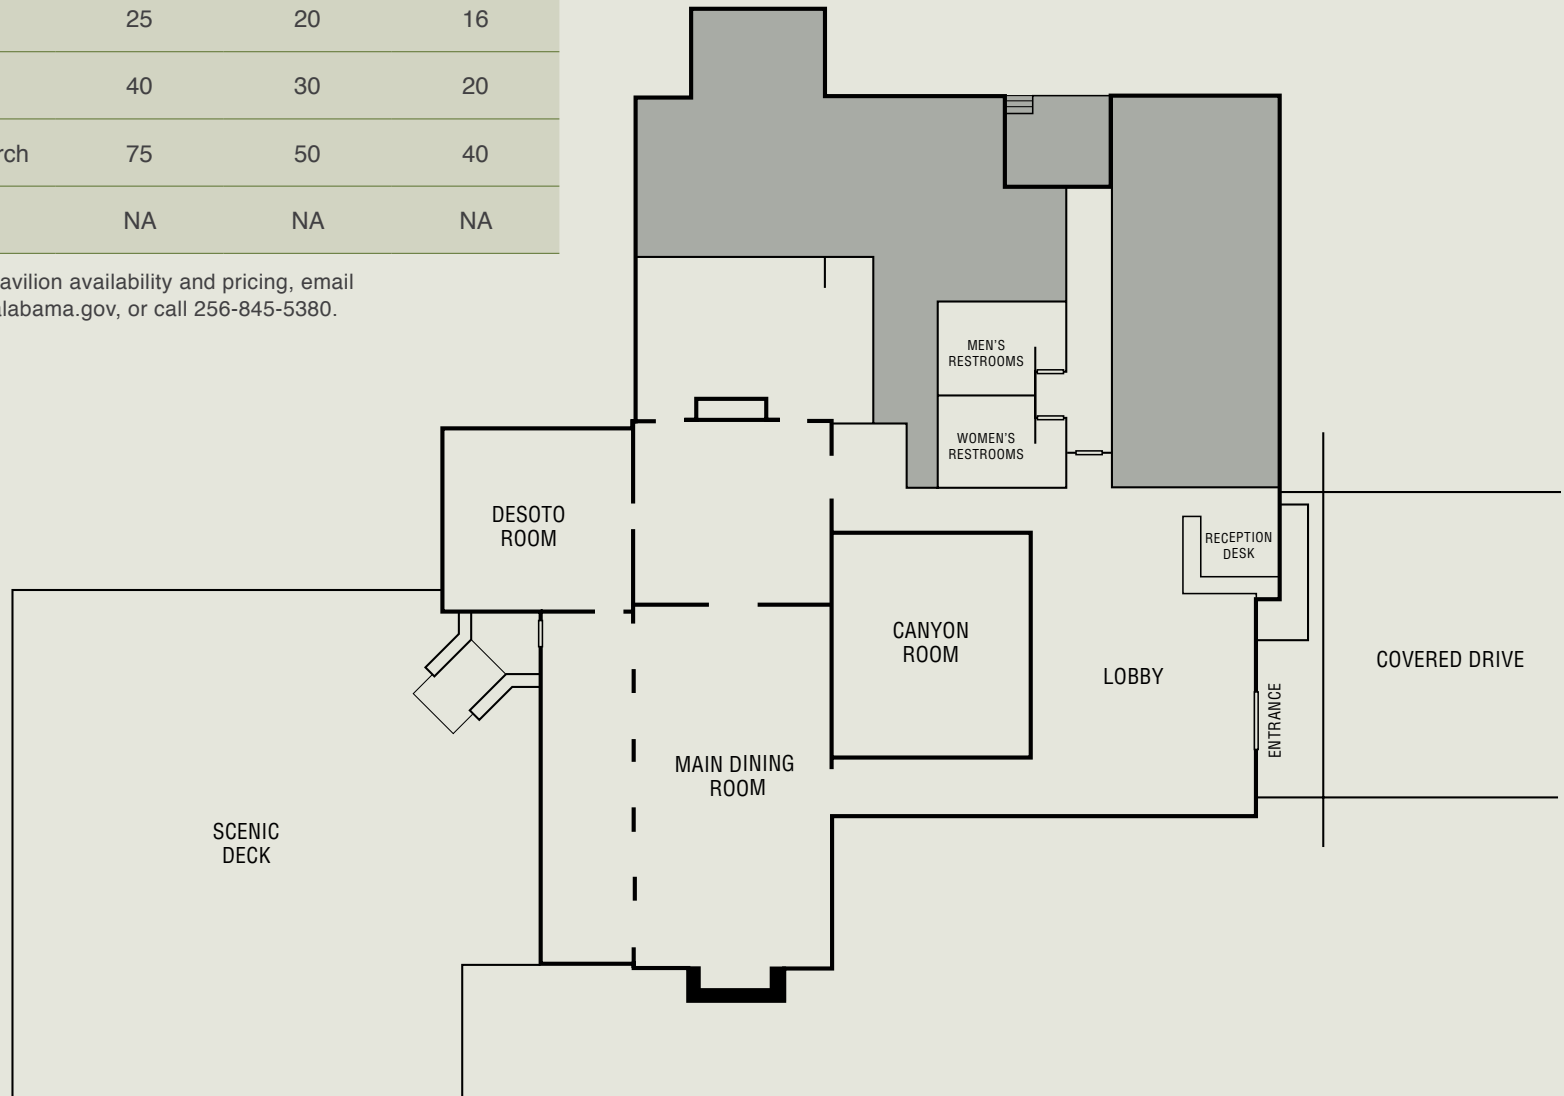 25 20 16
40 30 20
rch 75 50 40
NA NA NA
avilion availability and pricing, email
alabama.gov, or call 256-845-5380.
MEN'S
RESTROOMS
WOMEN'S
RESTROOMS
DESOTO
ROOM
RECEPTION
DESK
CANYON
ROOM
LOBBY
COVERED DRIVE
ENTRANCE
MAIN DINING
ROOM
SCENIC
DECK